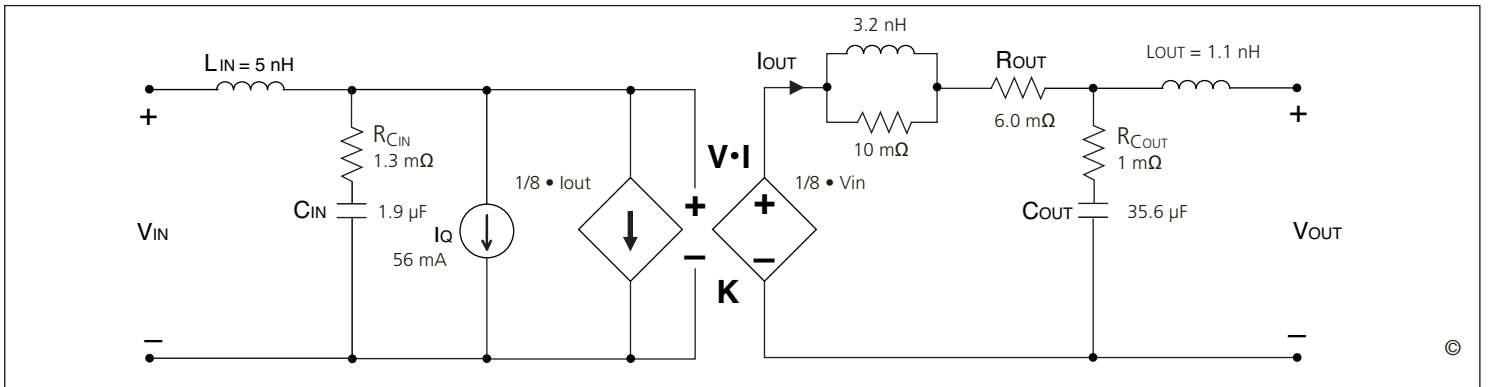 3.2 nH
LIN = 5 nH
IOUT
ROUT
LOUT = 1.1 nH
+
+
RCIN
1.3 mΩ
10 mΩ
6.0 mΩ
RCOUT
1 mΩ
V•I
1/8 • Iout
1/8 • Vin
+
+
CIN
1.9 μF
COUT
35.6 μF
VIN
IQ
56 mA
VOUT
–
–
K
–
–
©